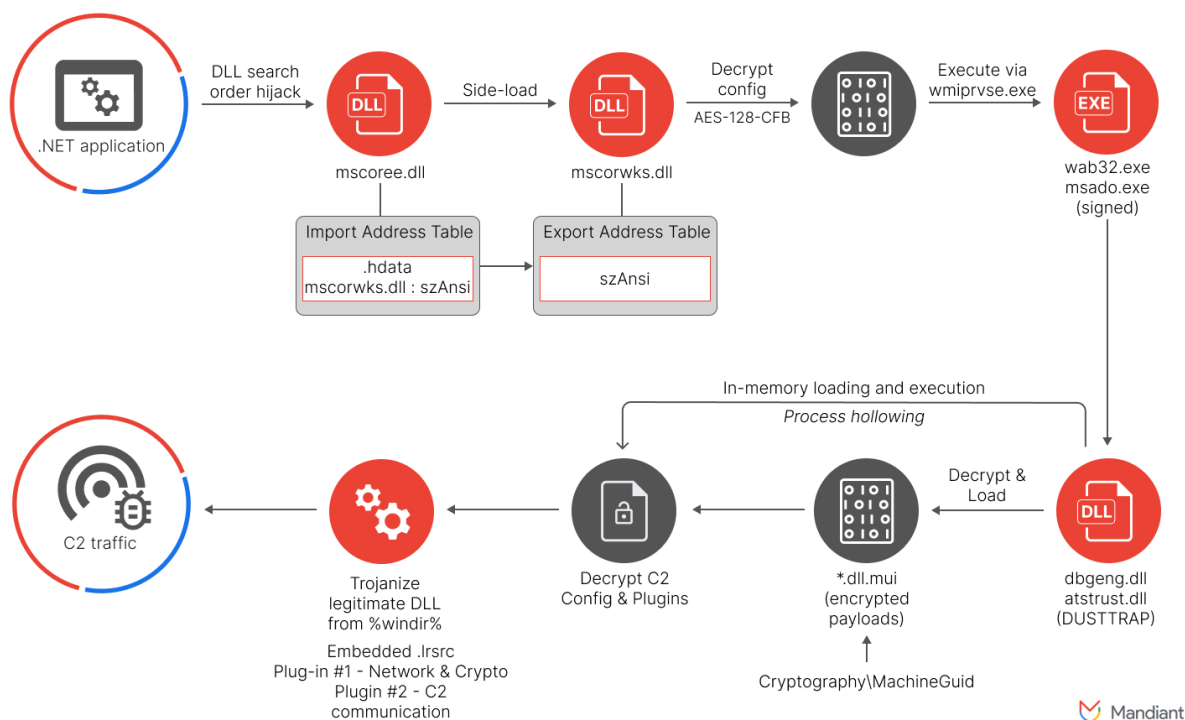 .NET application
DLL search
order hijack
DLL
mscoree.dll
Side-load
DLL
mscorwks.dll
Decrypt
config
AES-128-CFB
Execute via
wmiprvse.exe
EXE
wab32.exe
msado.exe
(signed)
Import Address Table
.hdata
mscorwks.dll : szAnsi
Export Address Table
szAnsi
In-memory loading and execution
Process hollowing
C2 traffic
Trojanize
legitimate DLL
from %windir%
Embedded .lrsrc
Plug-in #1 - Network & Crypto
Plugin #2 - C2
communication
Decrypt C2
Config & Plugins
*.dll.mui
(encrypted
payloads)
Cryptography\MachineGuid
Decrypt &
Load
DLL
dbgeng.dll
atstrust.dll
(DUSTTRAP)
Mandiant